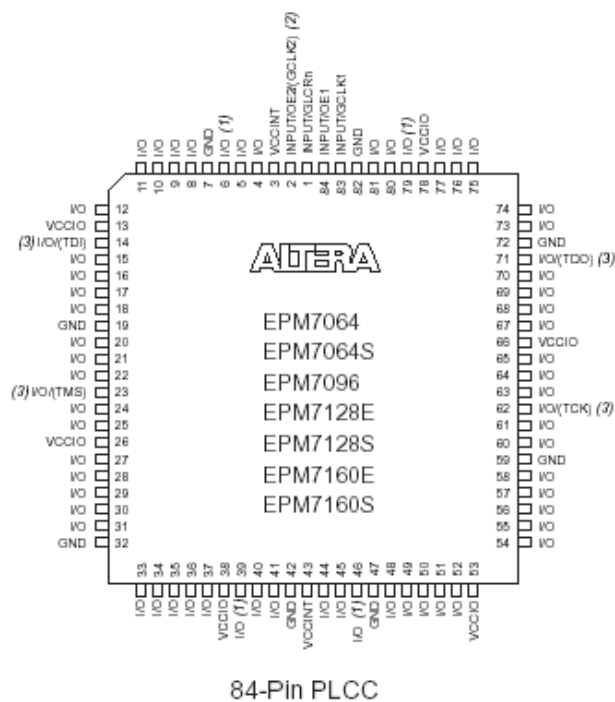 I/O I/O I/O I/O GND I/O (1) I/O I/O VCCINT INPUT/OE2/(GCLK2) (2) INPUT/GLCRn INPUT/OE1 INPUT/GCLK1 GND I/O I/O I/O (1) VCCIO I/O I/O I/O
11 10 9 8 7 6 5 4 3 2 1 84 83 82 81 80 79 78 77 76 75
I/O 12
VCCIO 13
(3) I/O/(TDI) 14
I/O 15
I/O 16
I/O 17
I/O 18
GND 19
I/O 20
I/O 21
I/O 22
(3) I/O/(TMS) 23
I/O 24
I/O 25
VCCIO 26
I/O 27
I/O 28
I/O 29
I/O 30
I/O 31
GND 32
ALTERA
EPM7064
EPM7064S
EPM7096
EPM7128E
EPM7128S
EPM7160E
EPM7160S
74 I/O
73 I/O
72 GND
71 I/O/(TDO) (3)
70 I/O
69 I/O
68 I/O
67 I/O
66 VCCIO
65 I/O
64 I/O
63 I/O
62 I/O/(TCK) (3)
61 I/O
60 I/O
59 GND
58 I/O
57 I/O
56 I/O
55 I/O
54 I/O
33 34 35 36 37 38 39 40 41 42 43 44 45 46 47 48 49 50 51 52 53
I/O I/O I/O I/O I/O VCCIO I/O (1) I/O I/O GND VCCINT I/O I/O I/O (1) GND I/O I/O I/O I/O I/O VCCIO
84-Pin PLCC